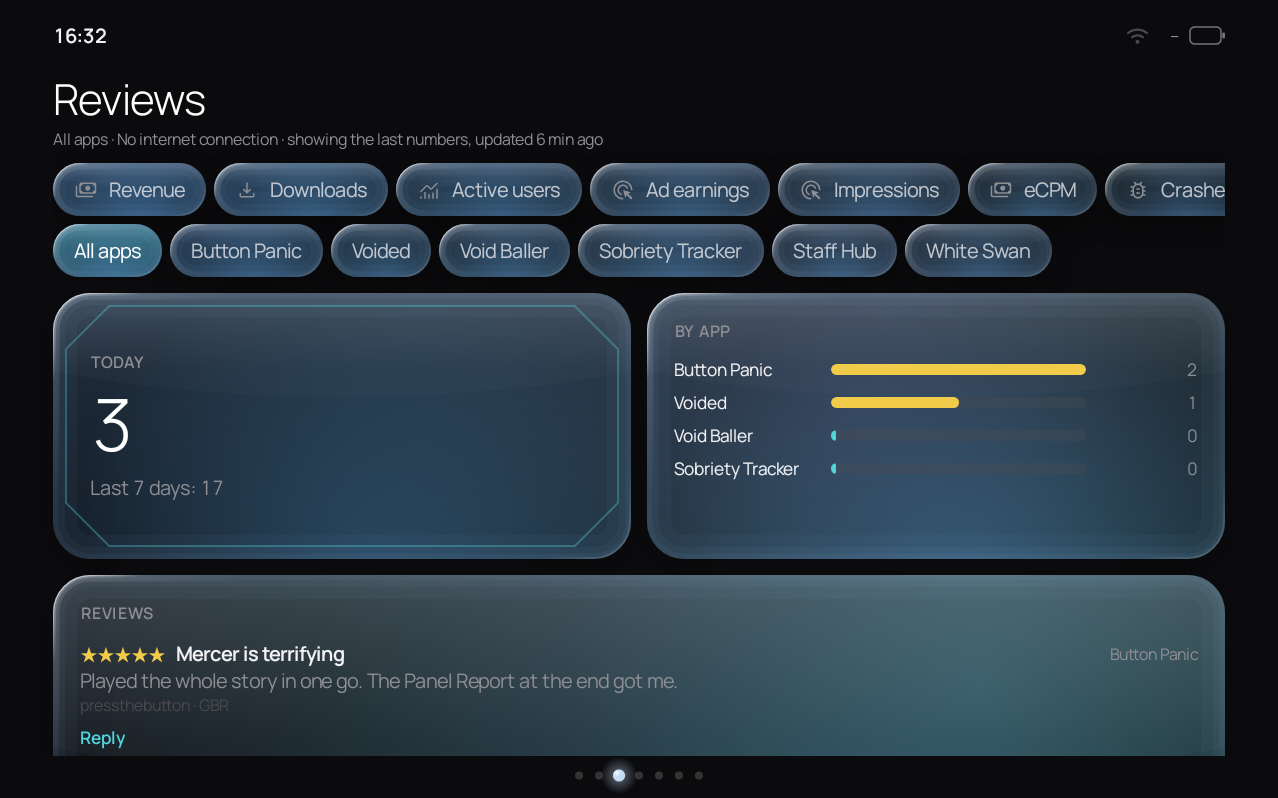 16:32
–
Reviews
All apps · No internet connection · showing the last numbers, updated 6 min ago
Revenue Downloads Active users Ad earnings Impressions eCPM Crashe
All apps Button Panic Voided Void Baller Sobriety Tracker Staff Hub White Swan
TODAY
3
Last 7 days: 17
BY APP
Button Panic 2
Voided 1
Void Baller 0
Sobriety Tracker 0
REVIEWS
★★★★★ Mercer is terrifying Button Panic
Played the whole story in one go. The Panel Report at the end got me.
pressthebutton · GBR
Reply